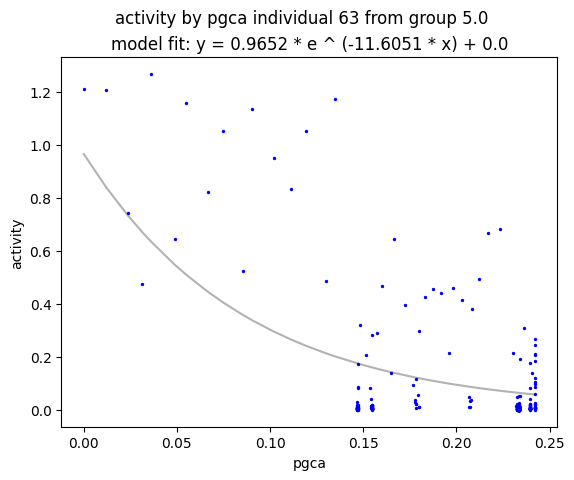 activity by pgca individual 63 from group 5.0
model fit: y = 0.9652 * e ^ (-11.6051 * x) + 0.0
activity
1.2
1.0
0.8
0.6
0.4
0.2
0.0
0.00 0.05 0.10 0.15 0.20 0.25
pgca